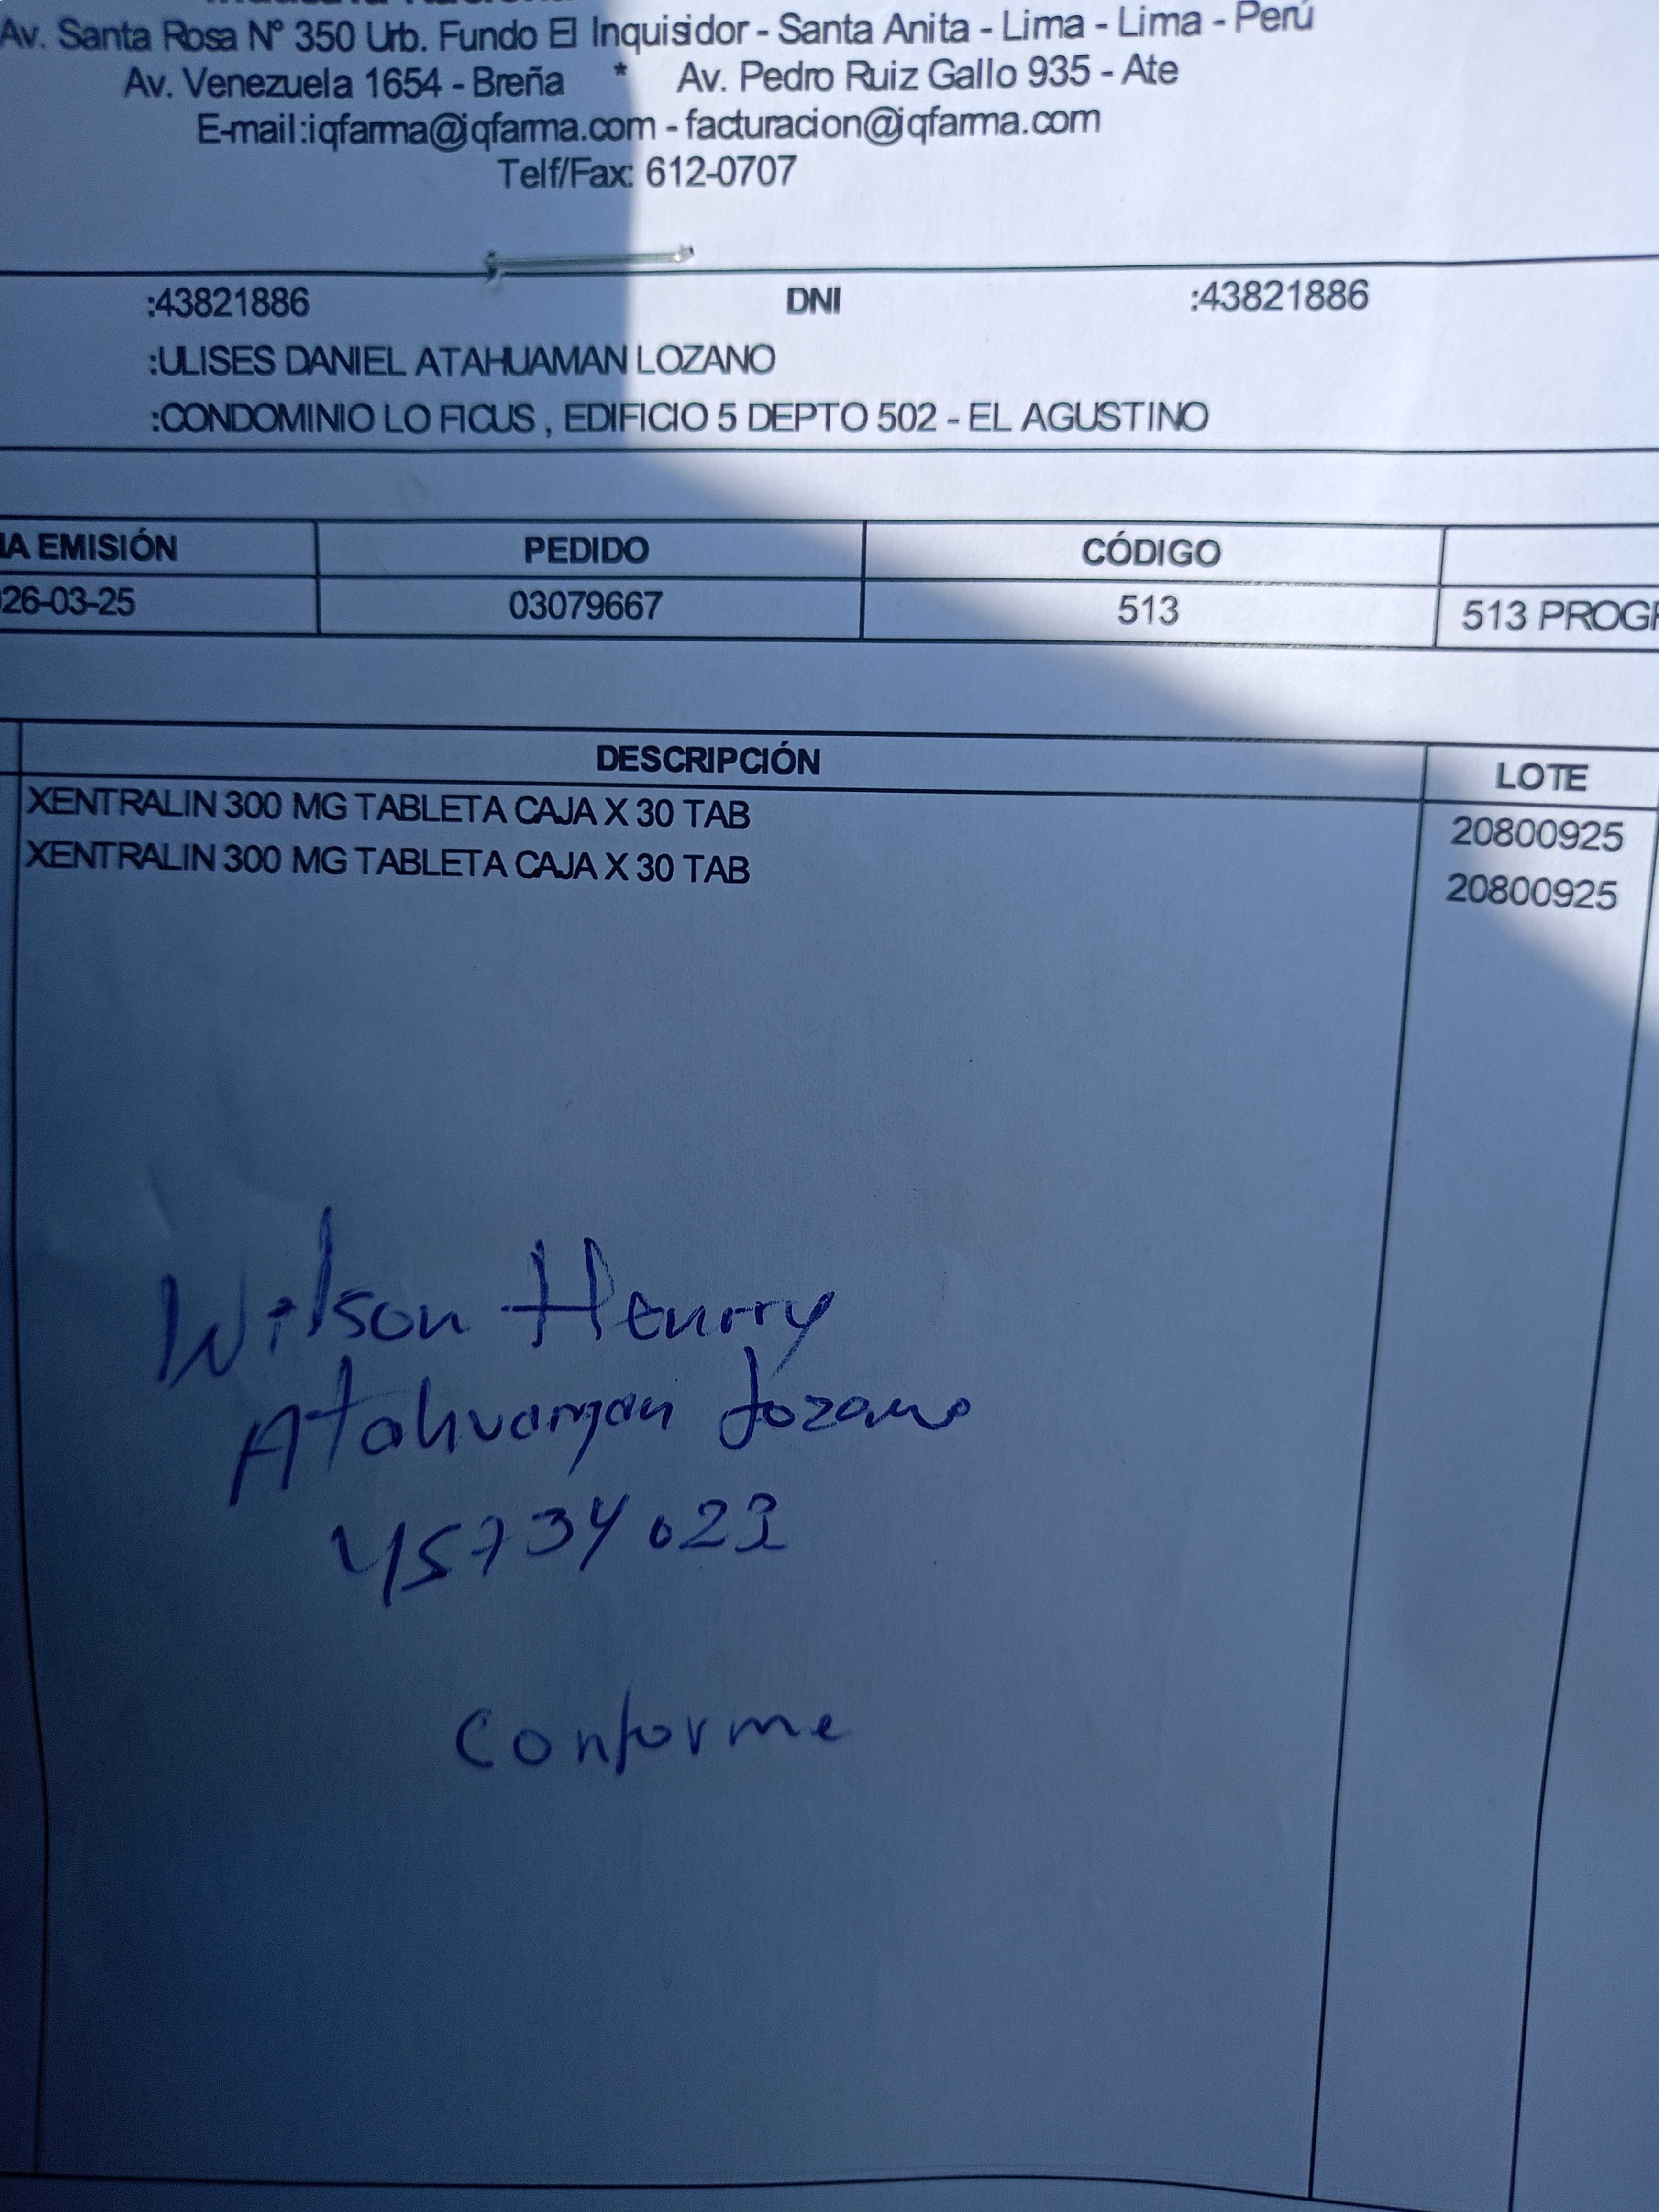 Av. Santa Rosa Nº 350 Urb. Fundo El Inquisidor - Santa Anita - Lima - Lima - Perú
Av. Venezuela 1654 - Breña * Av. Pedro Ruiz Gallo 935 - Ate
E-mail:iqfarma@iqfarma.com - facturacion@iqfarma.com
Telf/Fax: 612-0707
:43821886 DNI :43821886
:ULISES DANIEL ATAHUAMAN LOZANO
:CONDOMINIO LO FICUS , EDIFICIO 5 DEPTO 502 - EL AGUSTINO
A EMISIÓN PEDIDO CÓDIGO
26-03-25 03079667 513 513 PROG
DESCRIPCIÓN LOTE
XENTRALIN 300 MG TABLETA CAJA X 30 TAB 20800925
XENTRALIN 300 MG TABLETA CAJA X 30 TAB 20800925
Wilson Henrry
Atahuaman Lozano
45734023
Conforme